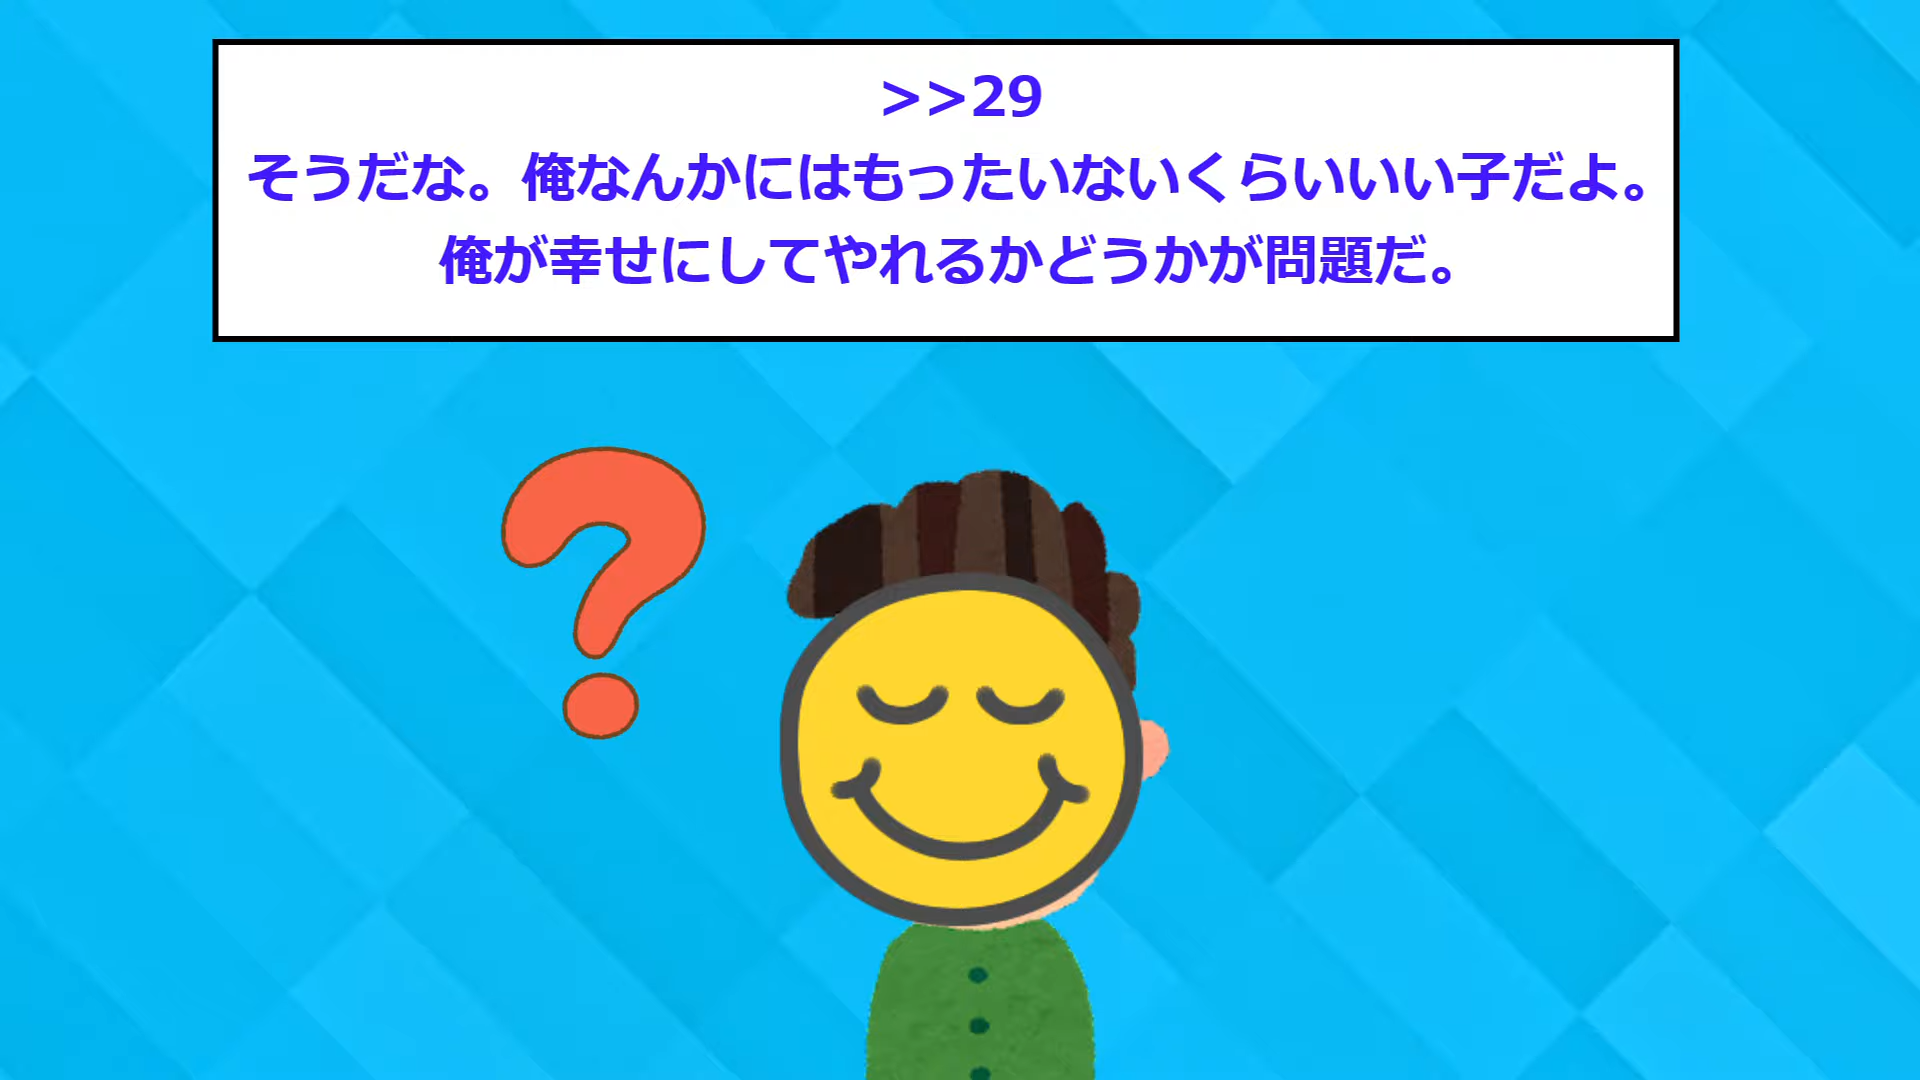 >>29
そうだな。俺なんかにはもったいないくらいいい子だよ。
俺が幸せにしてやれるかどうかが問題だ。